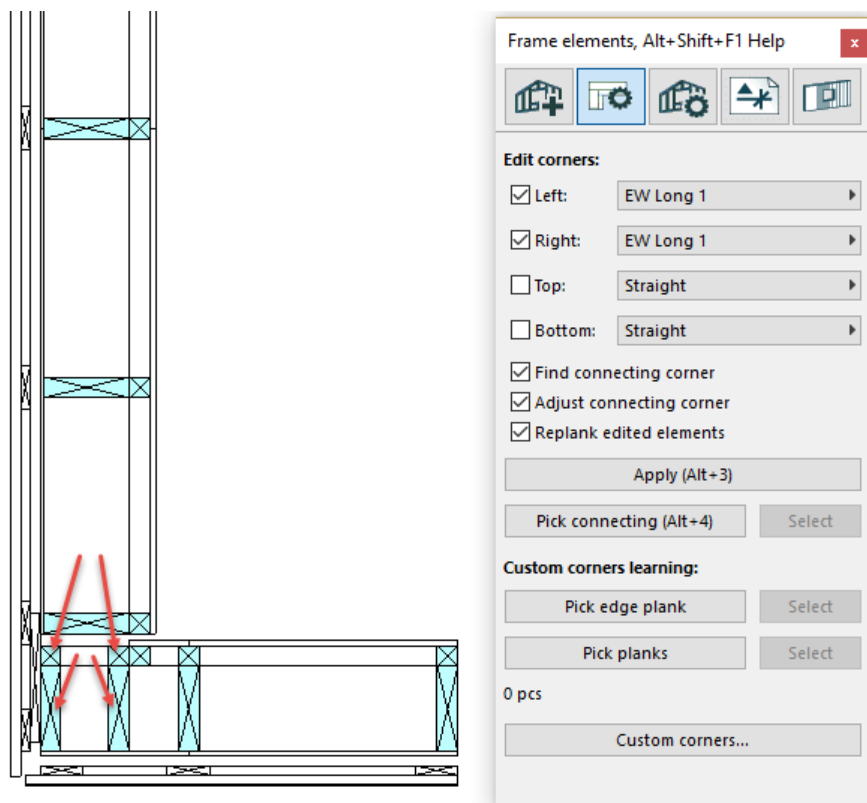 Frame elements, Alt+Shift+F1 Help
x
Edit corners:
Left: EW Long 1
Right: EW Long 1
Top: Straight
Bottom: Straight
Find connecting corner
Adjust connecting corner
Replank edited elements
Apply (Alt+3)
Pick connecting (Alt+4) Select
Custom corners learning:
Pick edge plank Select
Pick planks Select
0 pcs
Custom corners...